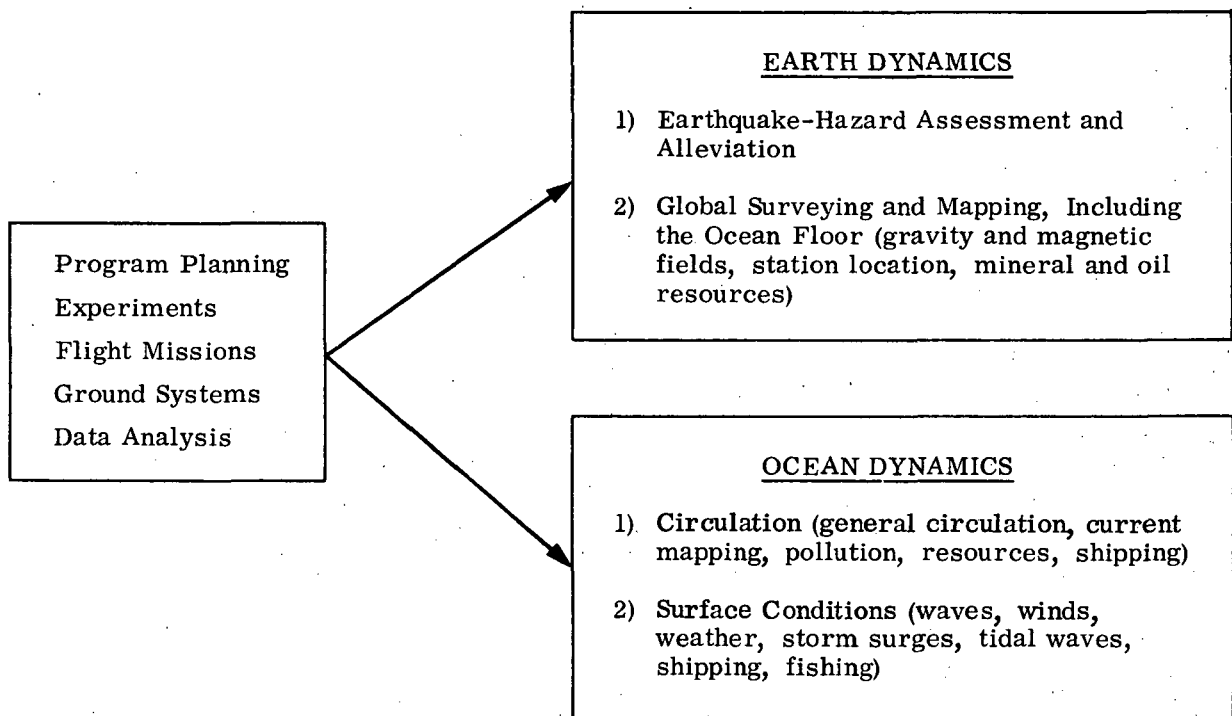 Program Planning
Experiments
Flight Missions
Ground Systems
Data Analysis
EARTH DYNAMICS
1) Earthquake-Hazard Assessment and
Alleviation
2) Global Surveying and Mapping, Including
the Ocean Floor (gravity and magnetic
fields, station location, mineral and oil
resources)
OCEAN DYNAMICS
1) Circulation (general circulation, current
mapping, pollution, resources, shipping)
2) Surface Conditions (waves, winds,
weather, storm surges, tidal waves,
shipping, fishing)